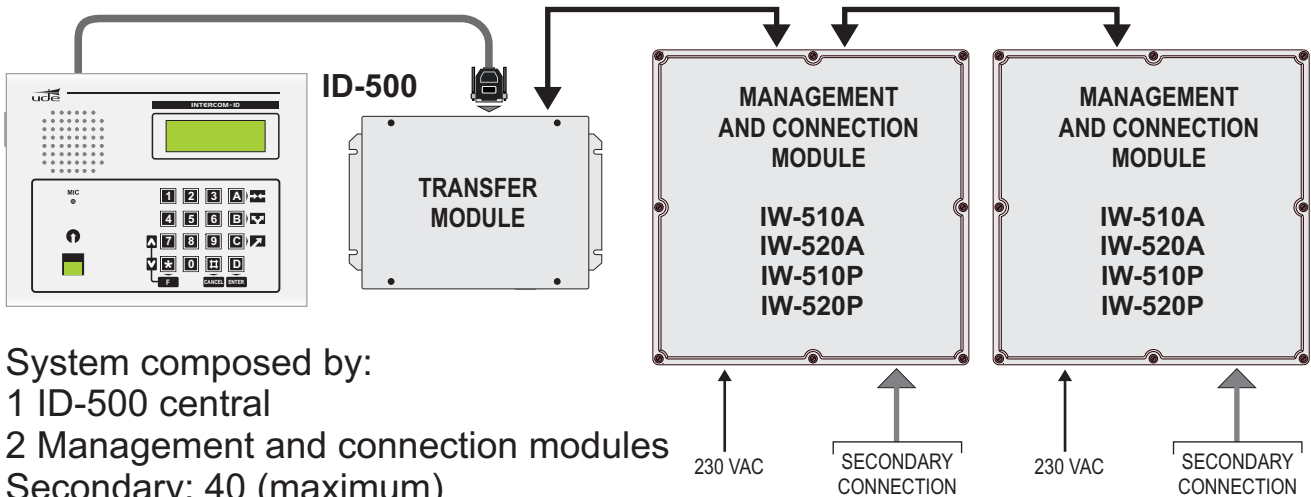 ude
INTERCOM-ID
MIC
1 2 3 A
4 5 6 B
7 8 9 C
* 0 # D
F CANCEL ENTER
ID-500
TRANSFER
MODULE
MANAGEMENT
AND CONNECTION
MODULE
IW-510A
IW-520A
IW-510P
IW-520P
230 VAC
SECONDARY
CONNECTION
MANAGEMENT
AND CONNECTION
MODULE
IW-510A
IW-520A
IW-510P
IW-520P
230 VAC
SECONDARY
CONNECTION
System composed by:
1 ID-500 central
2 Management and connection modules
Secondary: 40 (maximum)